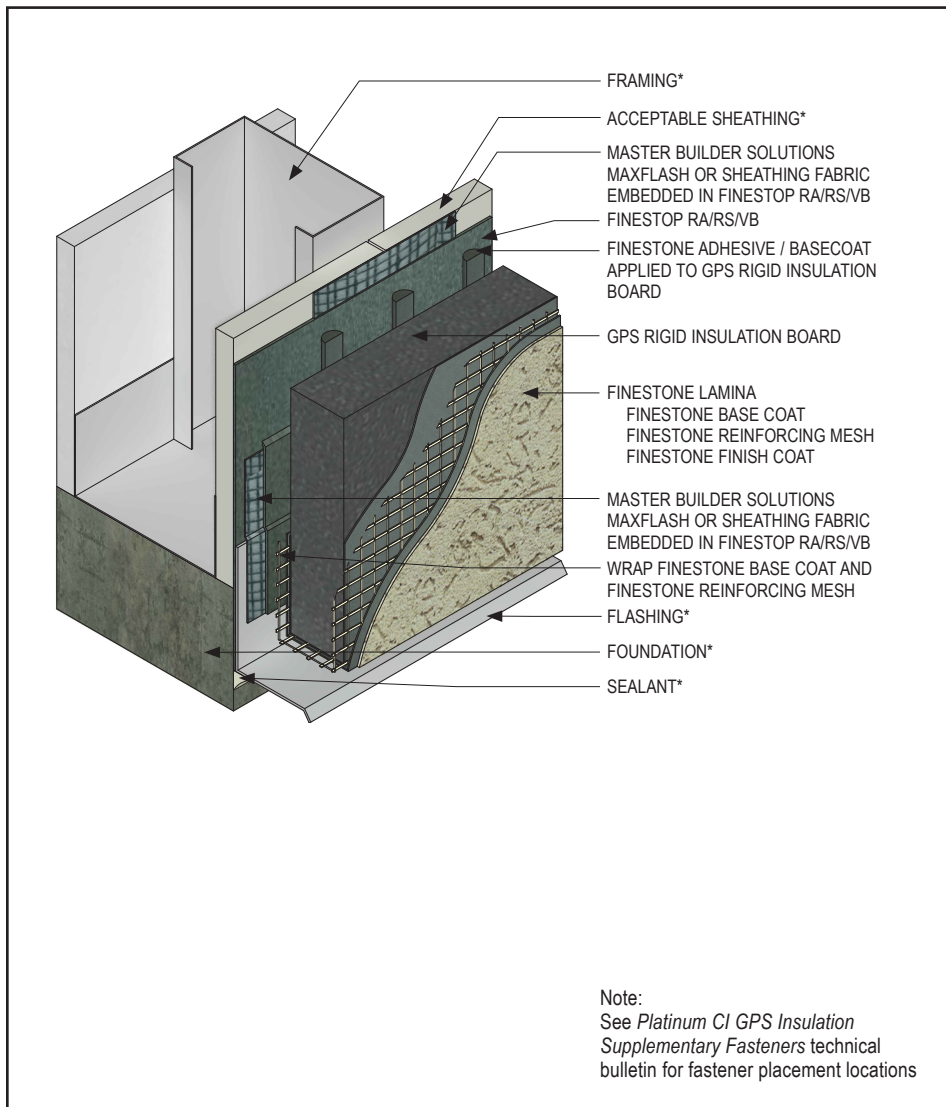 FRAMING*
ACCEPTABLE SHEATHING*
MASTER BUILDER SOLUTIONS
MAXFLASH OR SHEATHING FABRIC
EMBEDDED IN FINESTOP RA/RS/VB
FINESTOP RA/RS/VB
FINESTONE ADHESIVE / BASECOAT
APPLIED TO GPS RIGID INSULATION
BOARD
GPS RIGID INSULATION BOARD
FINESTONE LAMINA
FINESTONE BASE COAT
FINESTONE REINFORCING MESH
FINESTONE FINISH COAT
MASTER BUILDER SOLUTIONS
MAXFLASH OR SHEATHING FABRIC
EMBEDDED IN FINESTOP RA/RS/VB
WRAP FINESTONE BASE COAT AND
FINESTONE REINFORCING MESH
FLASHING*
FOUNDATION*
SEALANT*
Note:
See Platinum CI GPS Insulation
Supplementary Fasteners technical
bulletin for fastener placement locations